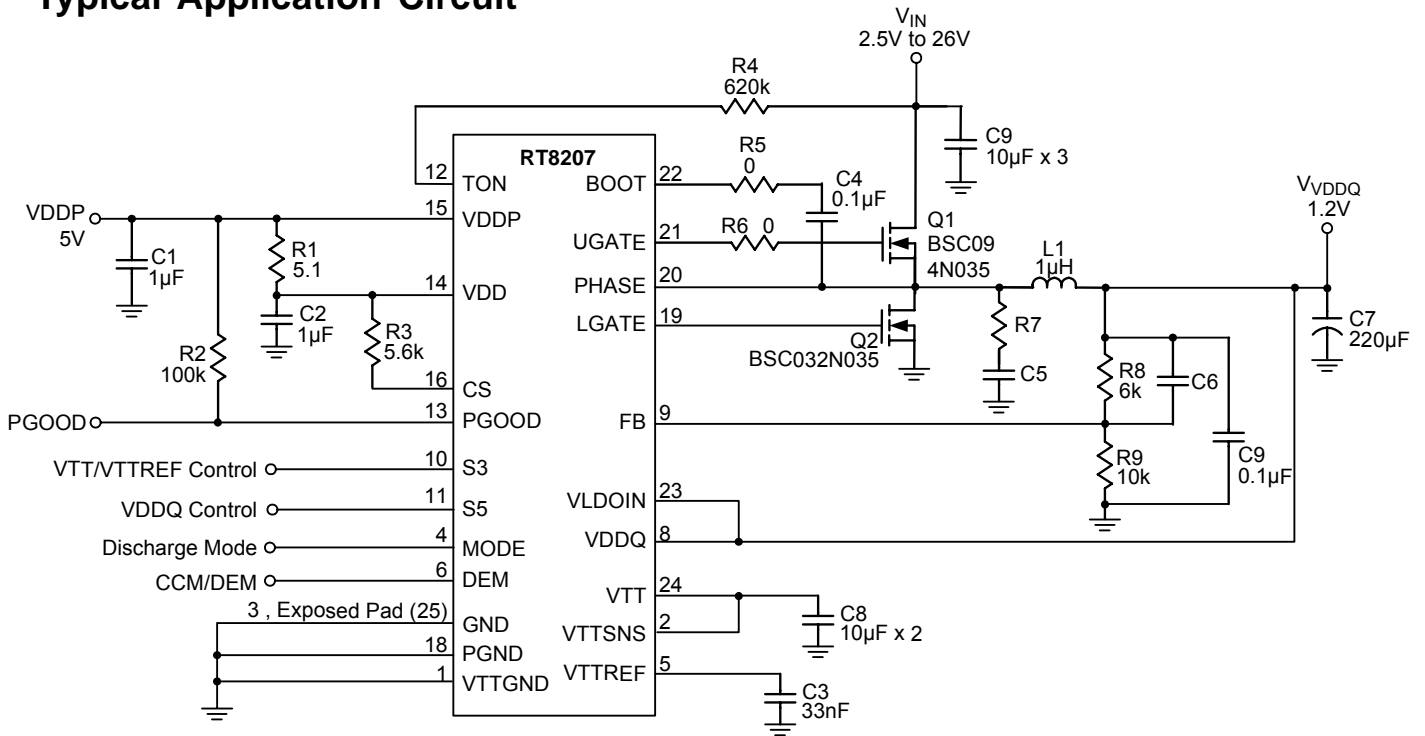 Typical Application Circuit
VIN
2.5V to 26V
R4
620k
C9
10µF x 3
RT8207
R5
0
C4
0.1µF
12
TON
BOOT
22
VVDDQ
1.2V
VDDP
5V
15
VDDP
UGATE
21
R6 0
Q1
BSC09
4N035
L1
1µH
C1
1µF
R1
5.1
14
VDD
PHASE
20
C2
1µF
R3
5.6k
LGATE
19
Q2
BSC032N035
R7
C7
220µF
R2
100k
16
CS
C5
R8
6k
C6
PGOOD
13
PGOOD
FB
9
R9
10k
C9
0.1µF
VTT/VTTREF Control
10
S3
VDDQ Control
11
S5
VLDOIN
23
Discharge Mode
4
MODE
VDDQ
8
CCM/DEM
6
DEM
VTT
24
3 , Exposed Pad (25)
GND
C8
10µF x 2
VTTSNS
2
18
PGND
VTTREF
5
1
VTTGND
C3
33nF